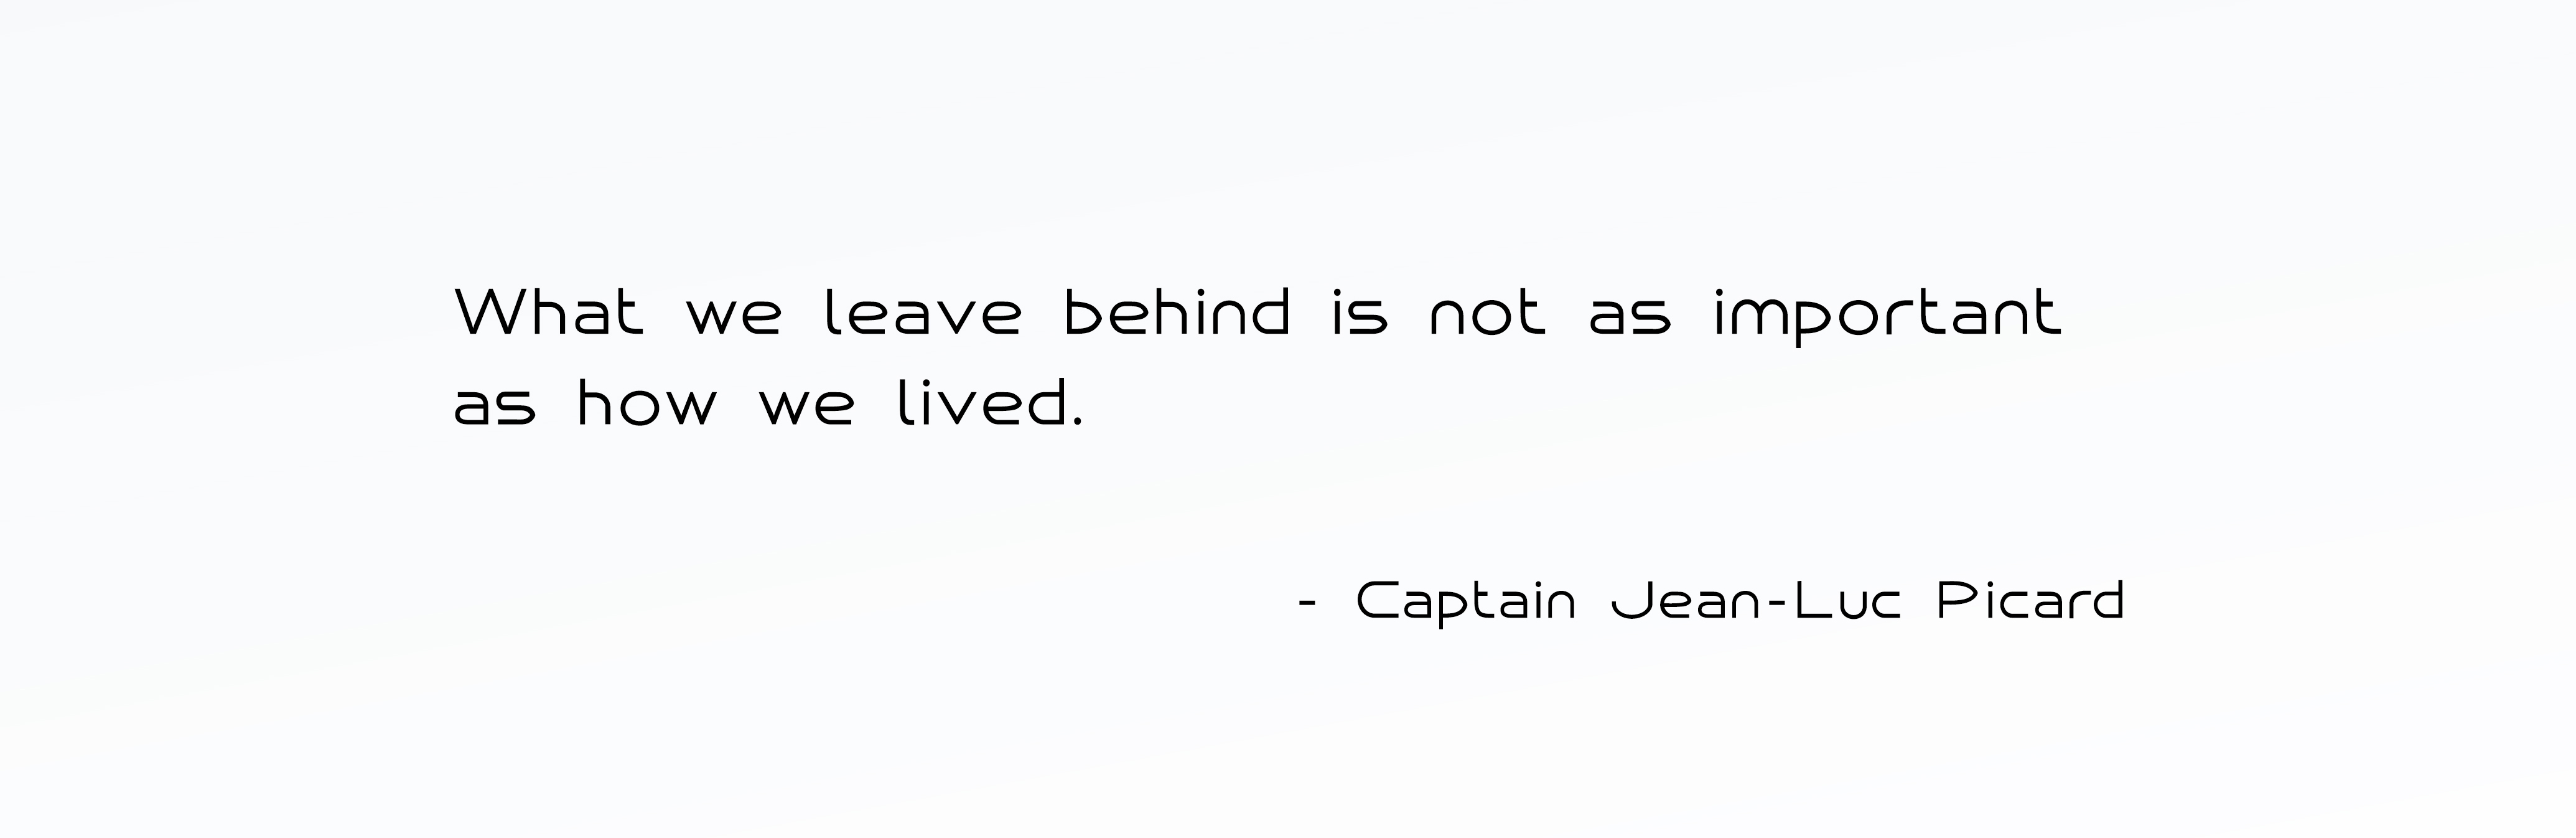 What we leave behind is not as important
as how we lived.
- Captain Jean-Luc Picard